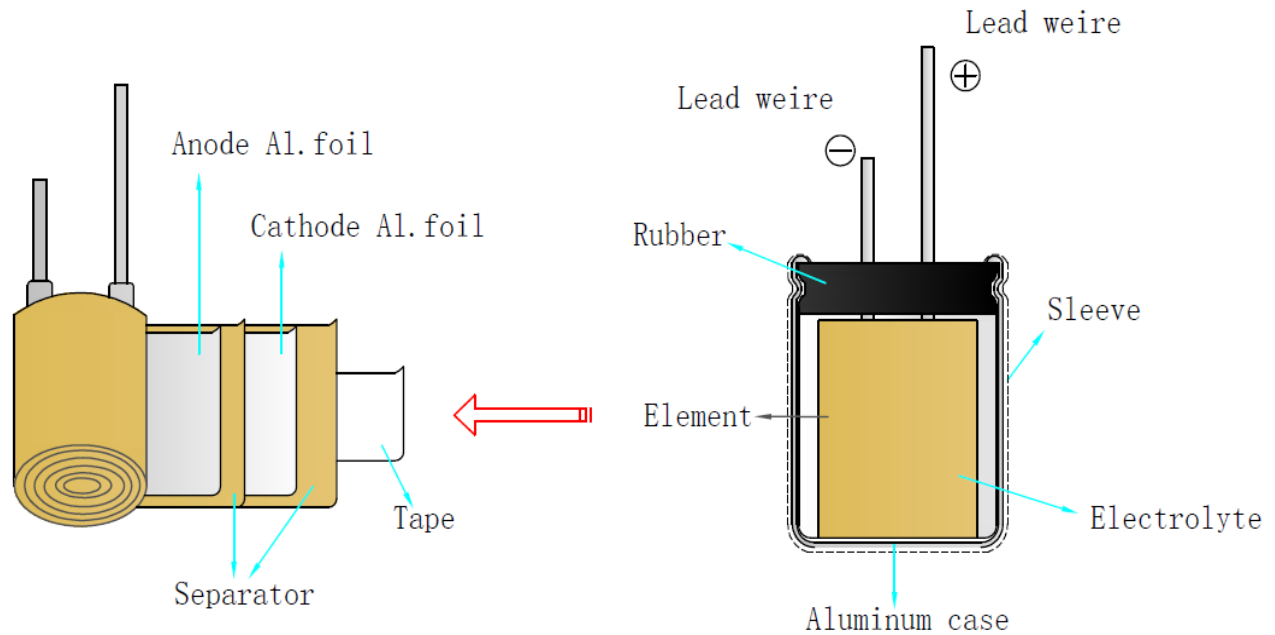 Anode Al.foil
Cathode Al.foil
Tape
Separator
Lead weire
+
Lead weire
−
Rubber
Sleeve
Element
Electrolyte
Aluminum case